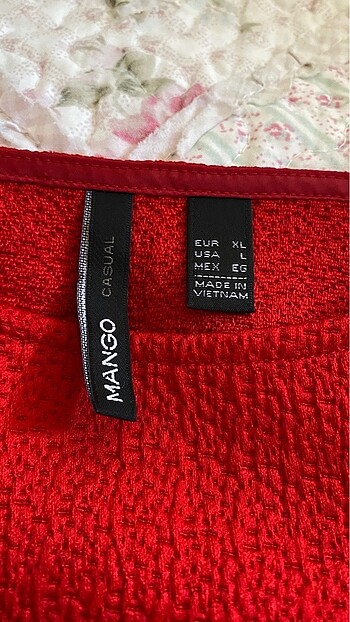 MANGO CASUAL
EUR XL
USA L
MEX EG
MADE IN
VIETNAM